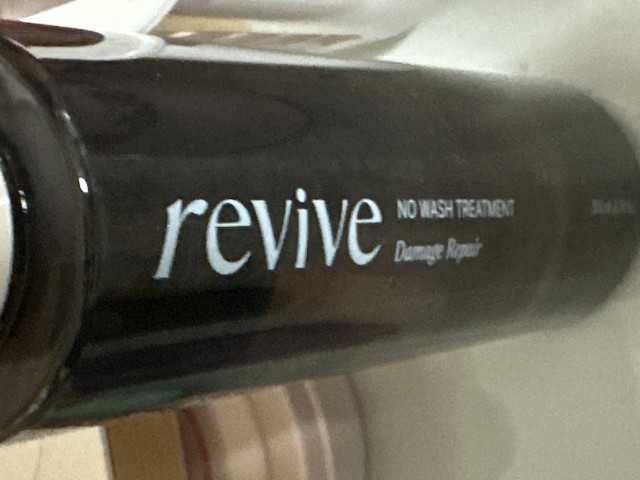 revive
NO WASH TREATMENT
Damage Repair